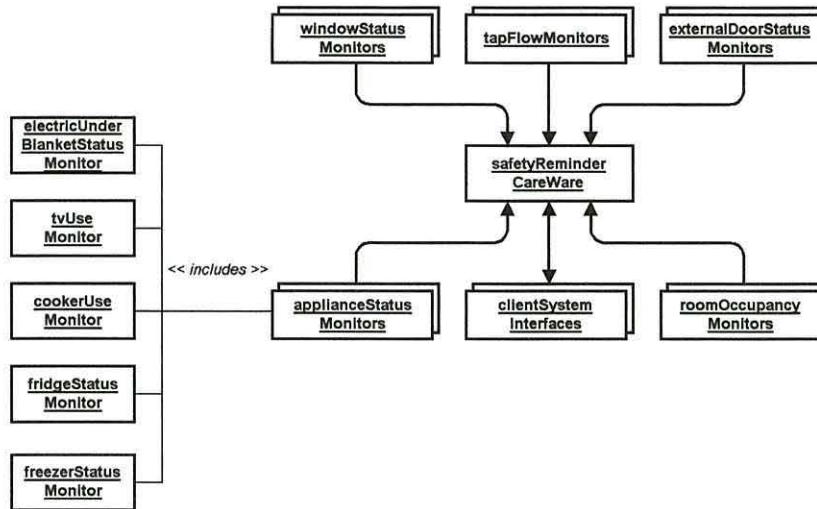 windowStatus
Monitors
tapFlowMonitors
externalDoorStatus
Monitors
electricUnder
BlanketStatus
Monitor
safetyReminder
CareWare
tvUse
Monitor
<< includes >>
cookerUse
Monitor
applianceStatus
Monitors
clientSystem
Interfaces
roomOccupancy
Monitors
fridgeStatus
Monitor
freezerStatus
Monitor